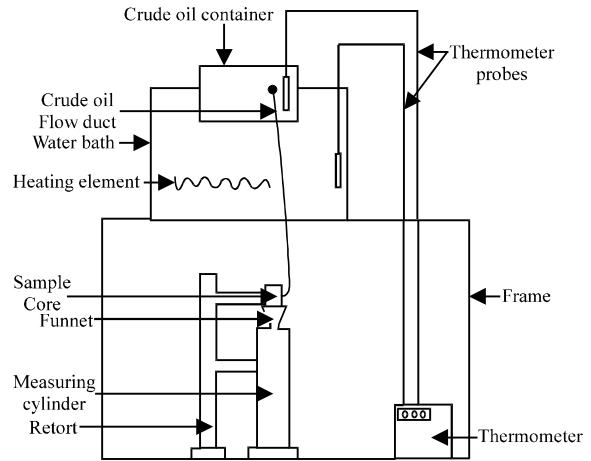 Crude oil container
Thermometer
probes
Crude oil
Flow duct
Water bath
Heating element
Sample
Core
Funnet
Frame
Measuring
cylinder
Retort
Thermometer